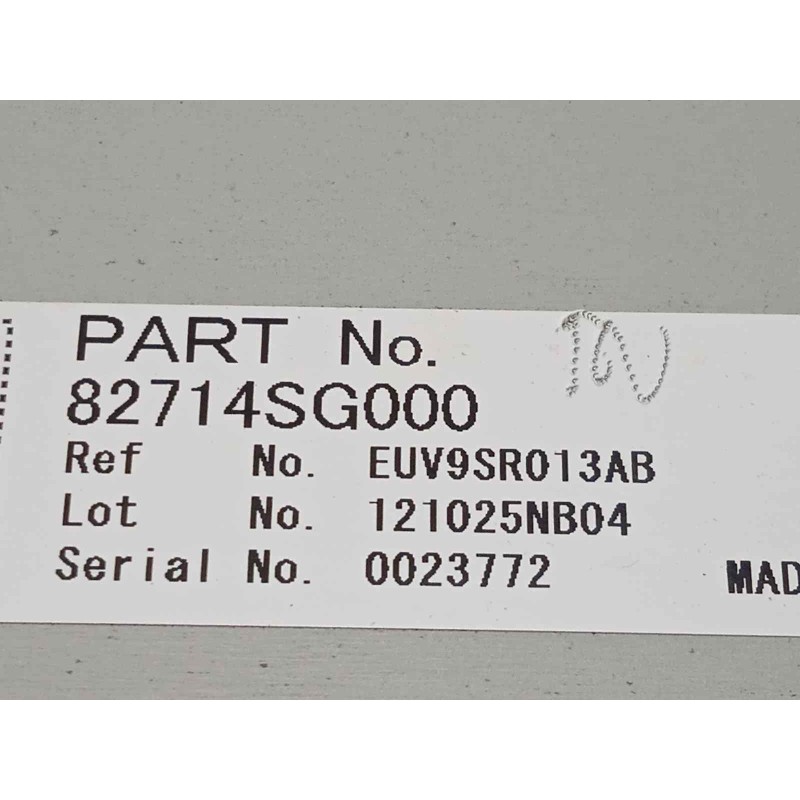 PART No.
82714SG000
Ref No. EUV9SR013AB
Lot No. 121025NB04
Serial No. 0023772
MAD